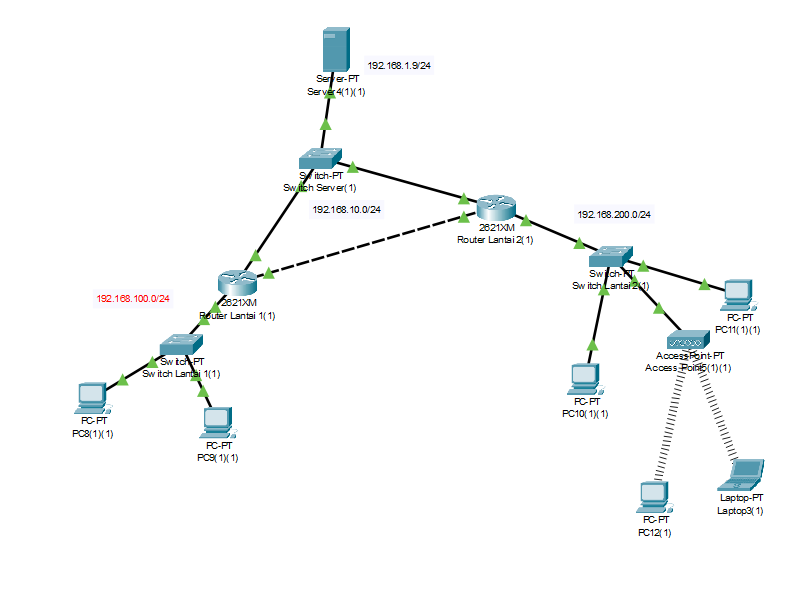 192.168.1.9/24
Server-PT
Server4(1)(1)
Switch-PT
Switch Server(1)
192.168.10.0/24
192.168.200.0/24
2621XM
Router Lantai 2(1)
Switch-PT
Switch Lantai 2(1)
192.168.100.0/24
2621XM
Router Lantai 1(1)
PC-PT
PC11(1)(1)
Switch-PT
Switch Lantai 1(1)
AccessPoint-PT
Access Point5(1)(1)
PC-PT
PC10(1)(1)
PC-PT
PC8(1)(1)
PC-PT
PC9(1)(1)
Laptop-PT
Laptop3(1)
PC-PT
PC12(1)